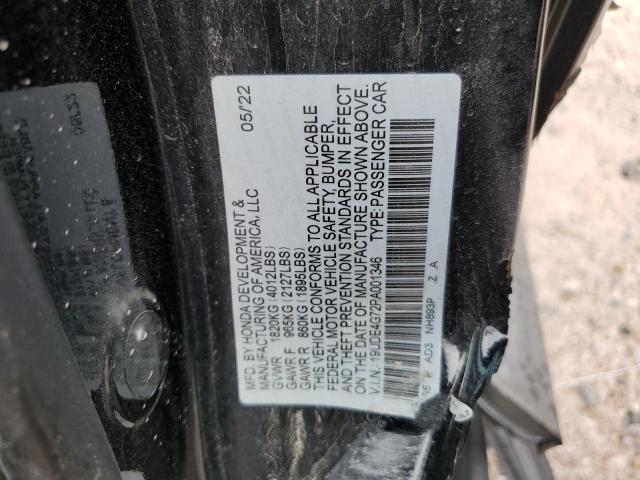 MFD. BY HONDA DEVELOPMENT &
MANUFACTURING OF AMERICA, LLC 05/'22
GVWR 1820KG(4012LBS)
GAWR F 965KG(2127LBS)
GAWR R 860KG(1895LBS)
THIS VEHICLE CONFORMS TO ALL APPLICABLE
FEDERAL MOTOR VEHICLE SAFETY, BUMPER,
AND THEFT PREVENTION STANDARDS IN EFFECT
ON THE DATE OF MANUFACTURE SHOWN ABOVE.
V.I.N.:19UDE4G72PA001346 TYPE:PASSENGER CAR
AD3 NH893P Z A